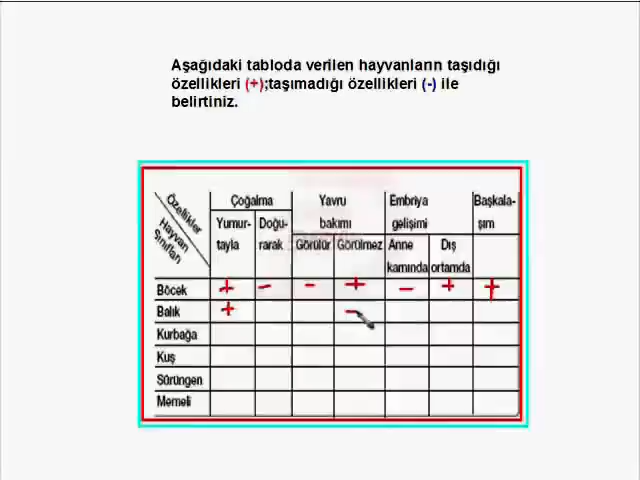 Aşağıdaki tabloda verilen hayvanların taşıdığı
özellikleri (+);taşımadığı özellikleri (-) ile
belirtiniz.
Özellikler
Hayvan
Sınıfları
Çoğalma Yavru Embriya Başkala-
bakımı gelişimi şım
Yumur- Doğu-
tayla rarak Görülür Görülmez Anne Dış
karnında ortamda
Böcek + - - + - + +
Balık + -
Kurbağa
Kuş
Sürüngen
Memeli